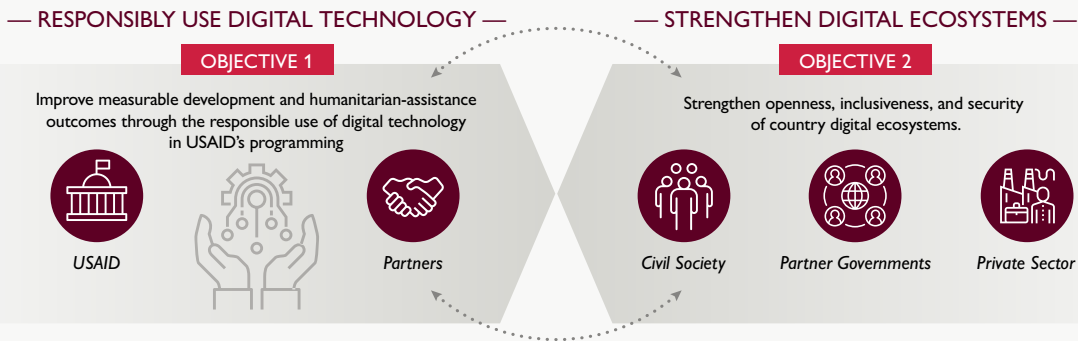 — RESPONSIBLY USE DIGITAL TECHNOLOGY —
OBJECTIVE 1
Improve measurable development and humanitarian-assistance
outcomes through the responsible use of digital technology
in USAID’s programming
USAID
Partners
— STRENGTHEN DIGITAL ECOSYSTEMS —
OBJECTIVE 2
Strengthen openness, inclusiveness, and security
of country digital ecosystems.
Civil Society
Partner Governments
Private Sector